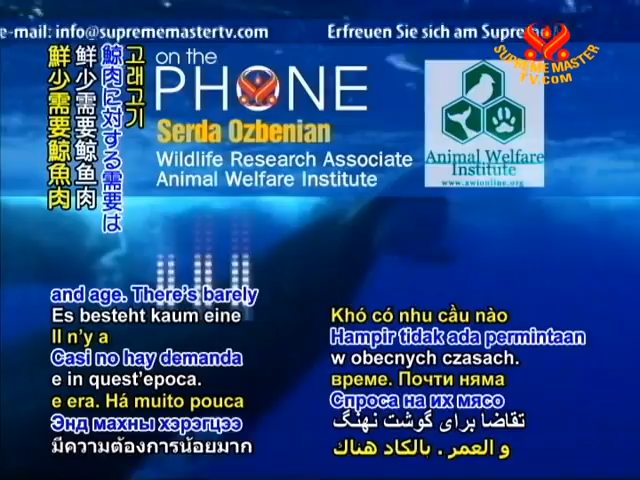 e-mail: info@suprememastertv.com
Erfreuen Sie sich am Supreme
SUPREME MASTER
TV.COM
고래고기
鯨肉に対する需要は
鲜少需要鲸鱼肉
鮮少需要鯨魚肉
on the
PHONE
Serda Ozbenian
Wildlife Research Associate
Animal Welfare Institute
Animal Welfare
Institute
www.awionline.org
and age. There's barely
Es besteht kaum eine
Il n'y a
Casi no hay demanda
e in quest'epoca.
e era. Há muito pouca
Энд махны хэрэгцээ
มีความต้องการน้อยมาก
Khó có nhu cầu nào
Hampir tidak ada permintaan
w obecnych czasach.
време. Почти няма
Спроса на их мясо
تقاضا برای گوشت نهنگ
و العمر . بالكاد هناك